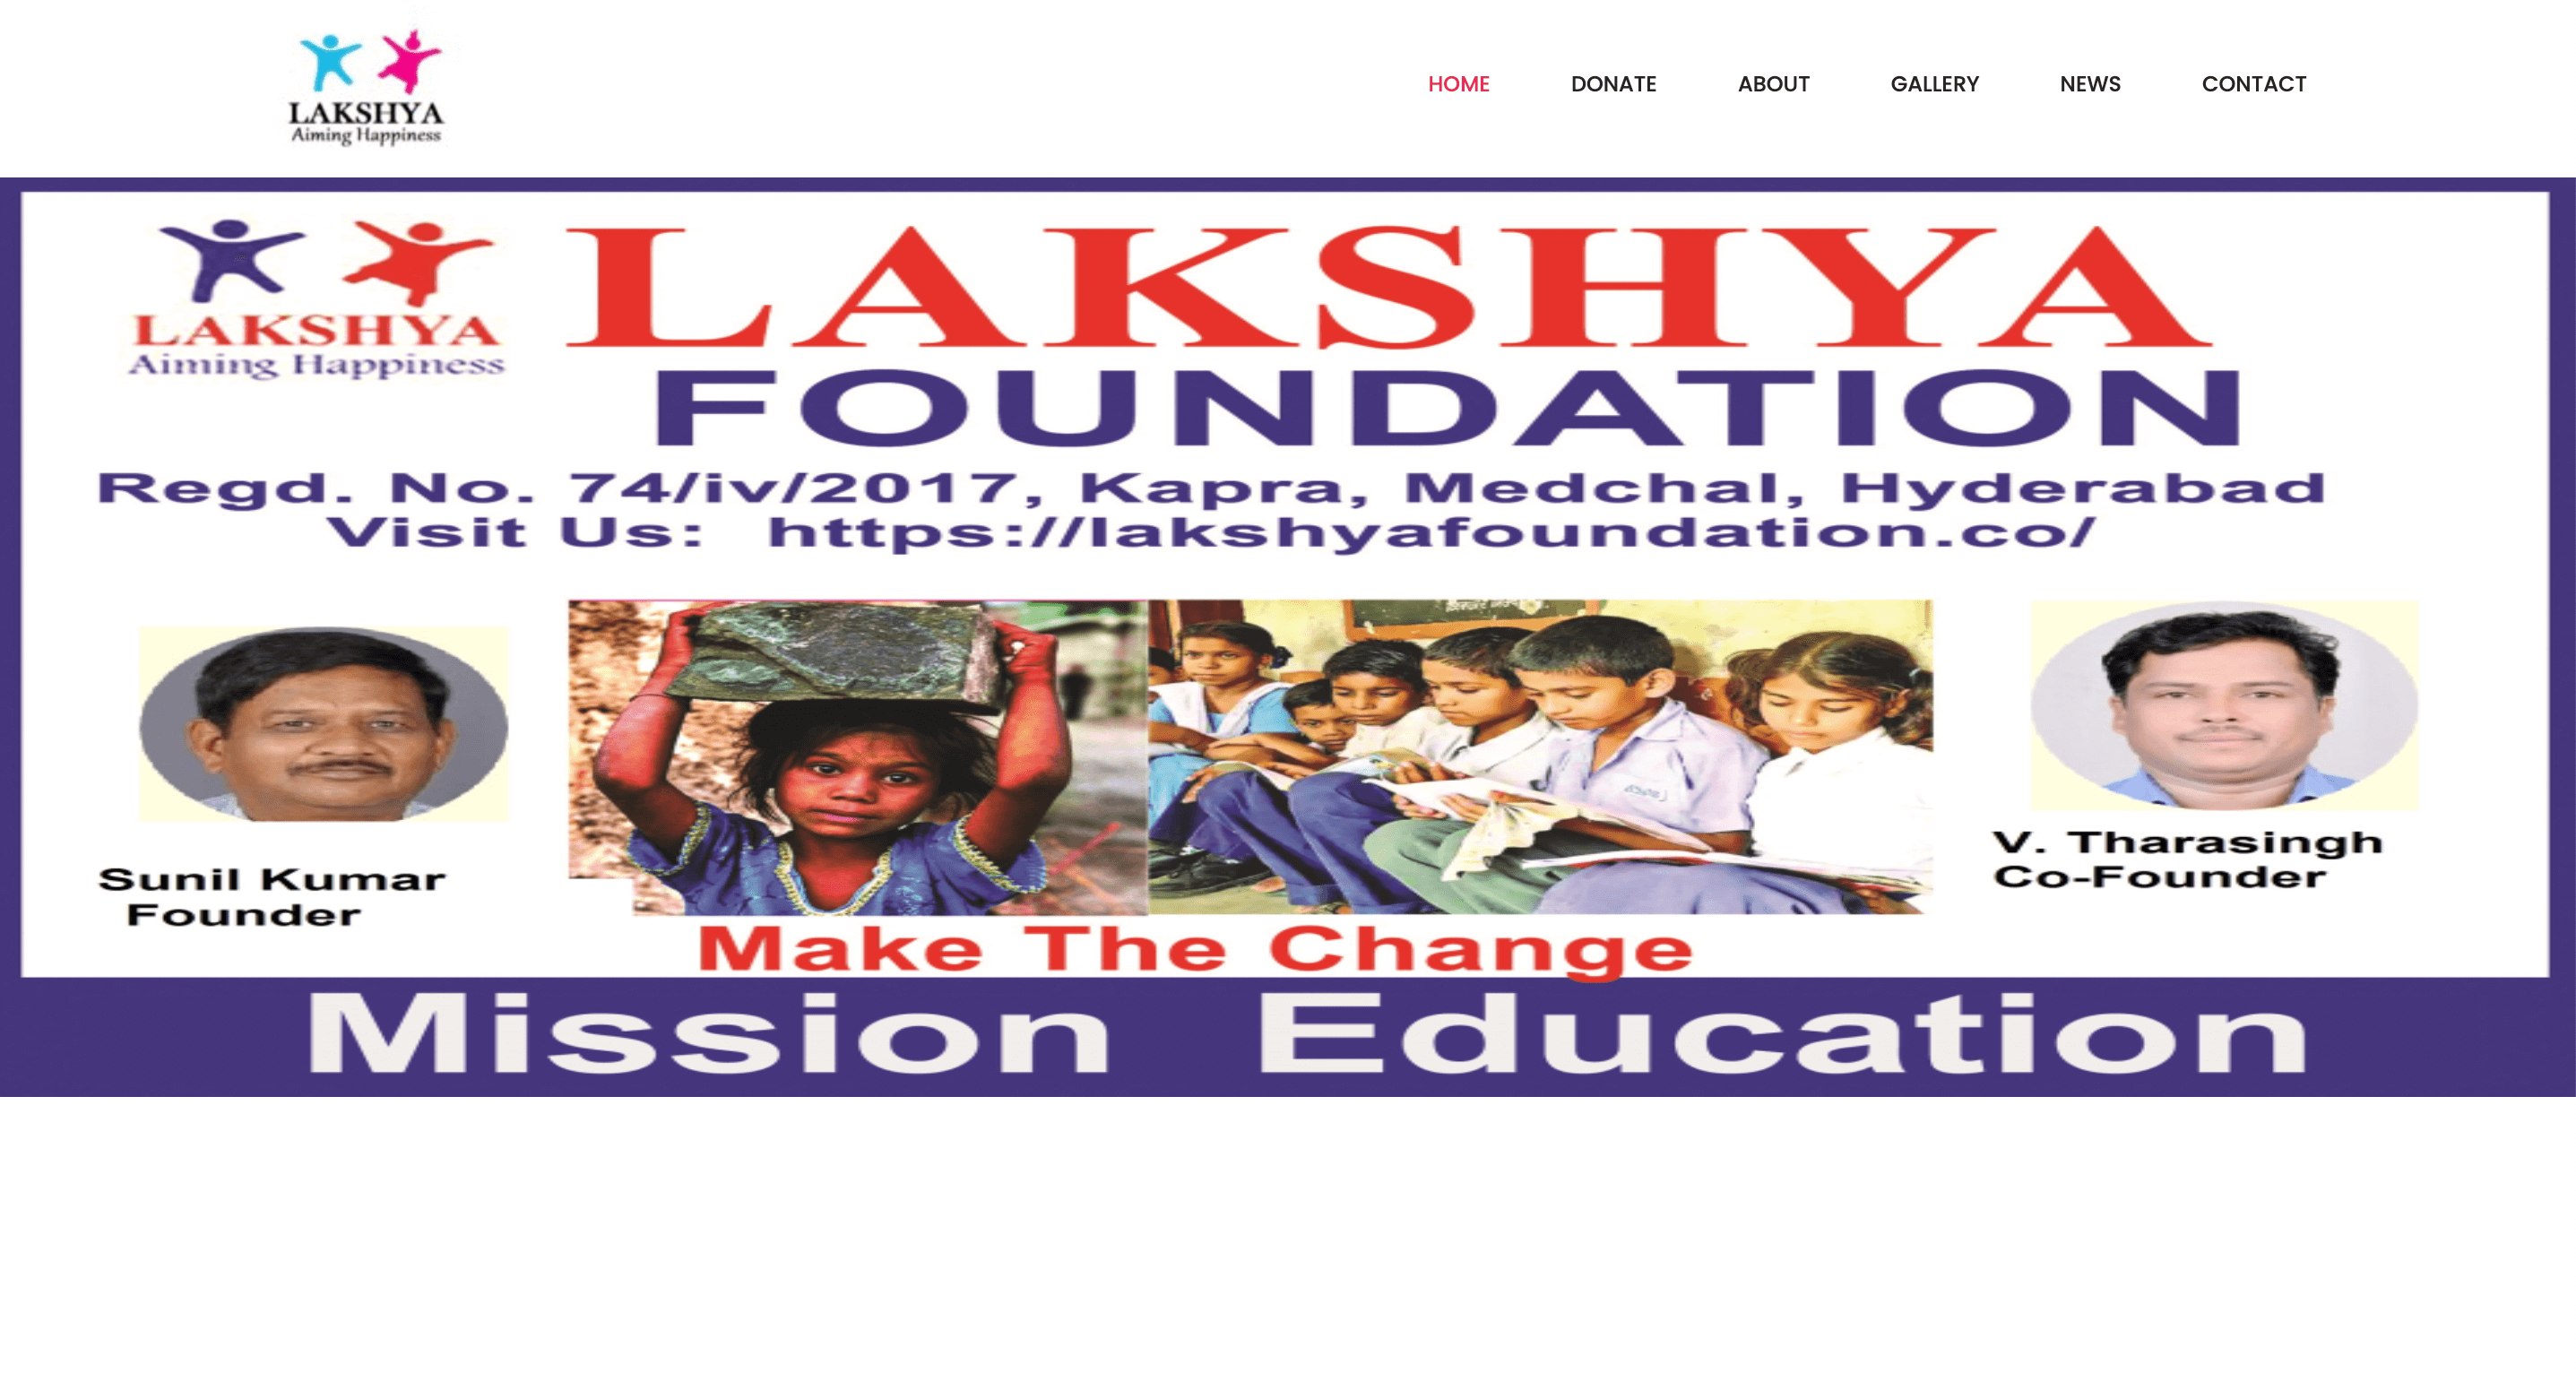 LAKSHYA
Aiming Happiness
HOME
DONATE
ABOUT
GALLERY
NEWS
CONTACT
LAKSHYA
Aiming Happiness
LAKSHYA
FOUNDATION
Regd. No. 74/iv/2017, Kapra, Medchal, Hyderabad
Visit Us: https://lakshyafoundation.co/
Sunil Kumar
Founder
V. Tharasingh
Co-Founder
Make The Change
Mission Education